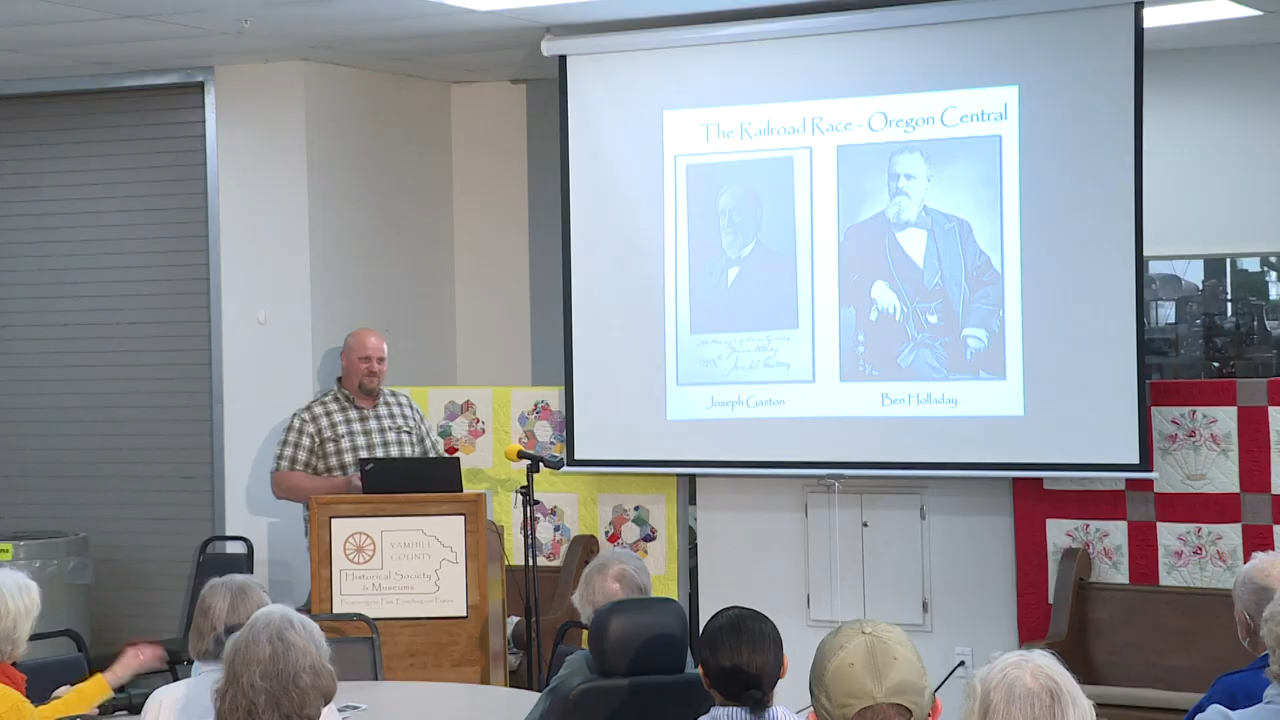 The Railroad Race - Oregon Central
Joseph Gaston
Ben Holladay
YAMHILL
COUNTY
Historical Society
& Museums